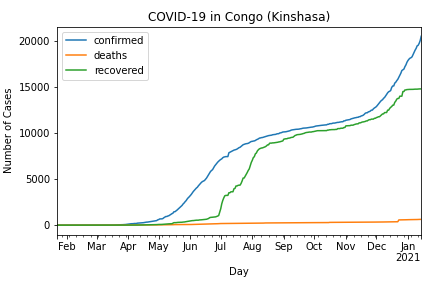 COVID-19 in Congo (Kinshasa)
confirmed
deaths
recovered
Number of Cases
20000
15000
10000
5000
0
Feb Mar Apr May Jun Jul Aug Sep Oct Nov Dec Jan
2021
Day